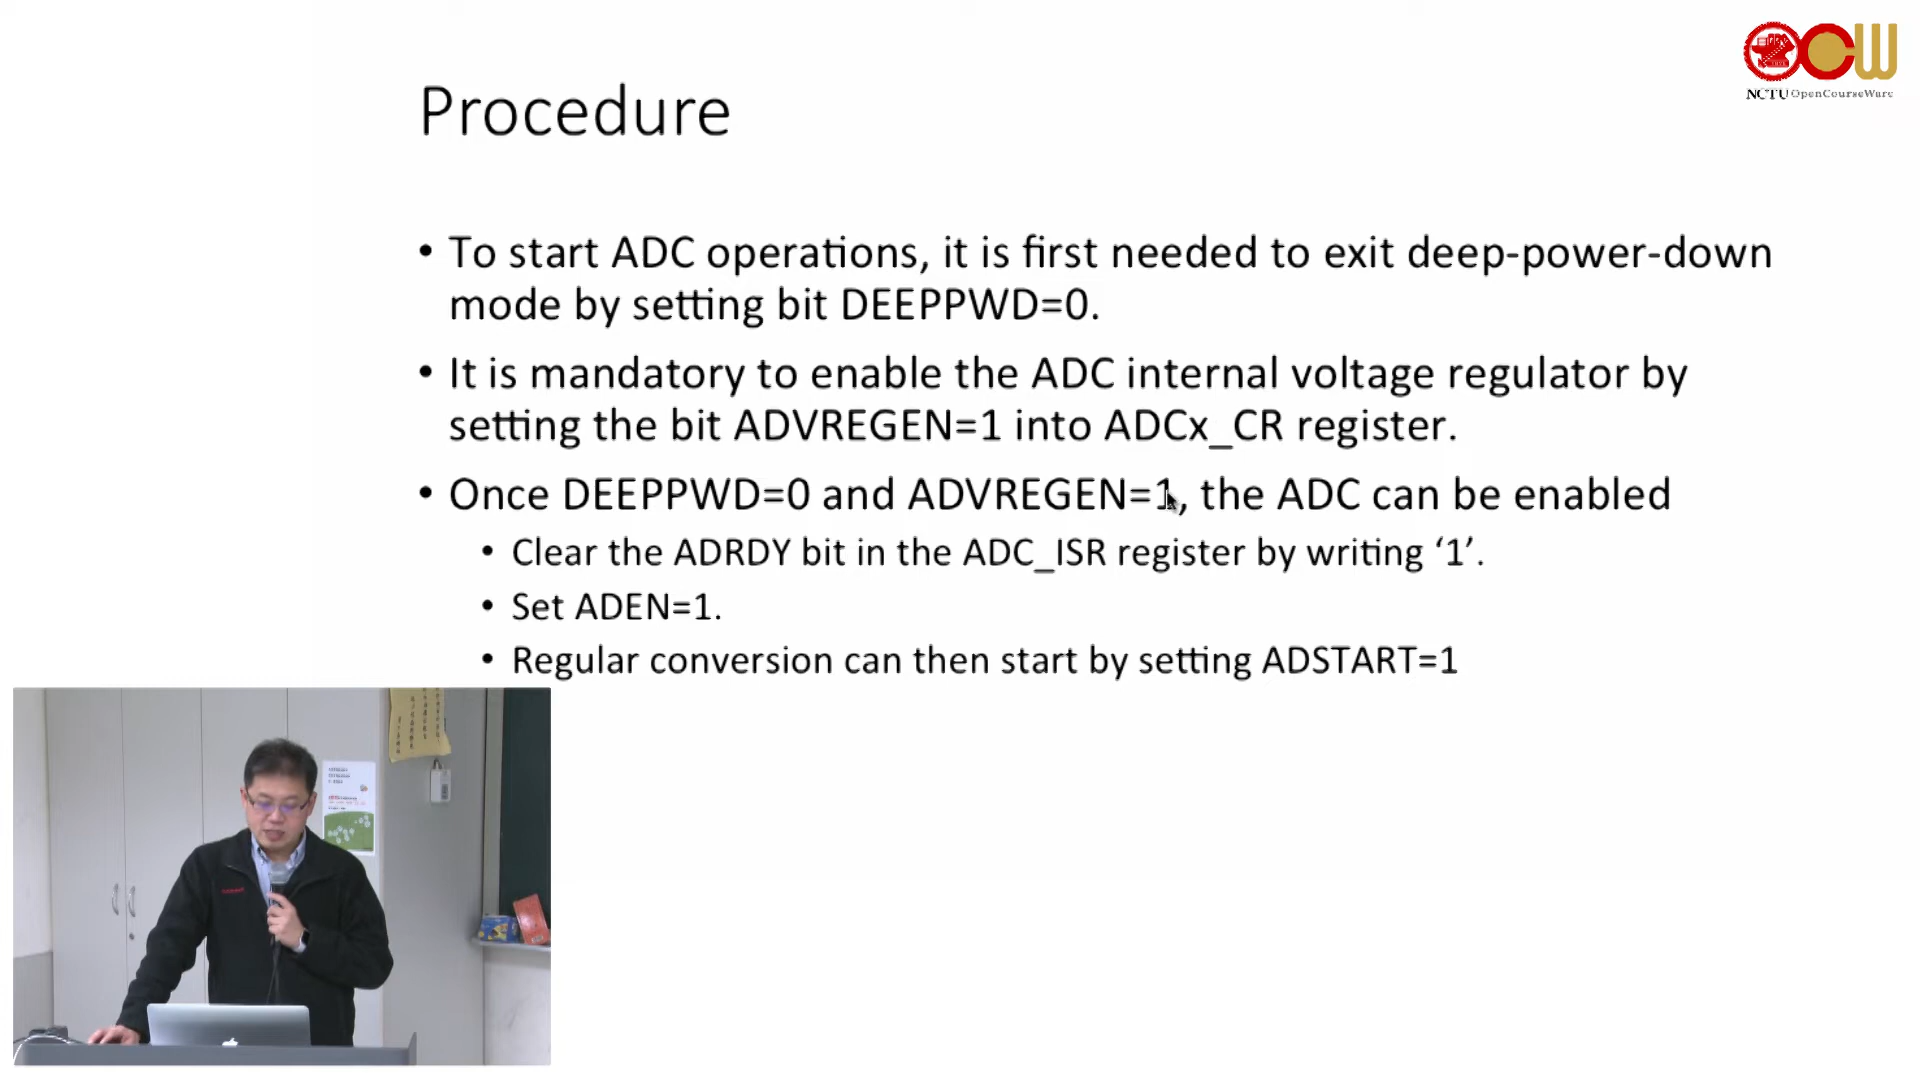 NCTU OpenCourseWare
Procedure
• To start ADC operations, it is first needed to exit deep-power-down
mode by setting bit DEEPPWD=0.
• It is mandatory to enable the ADC internal voltage regulator by
setting the bit ADVREGEN=1 into ADCx_CR register.
• Once DEEPPWD=0 and ADVREGEN=1, the ADC can be enabled
• Clear the ADRDY bit in the ADC_ISR register by writing ‘1’.
• Set ADEN=1.
• Regular conversion can then start by setting ADSTART=1